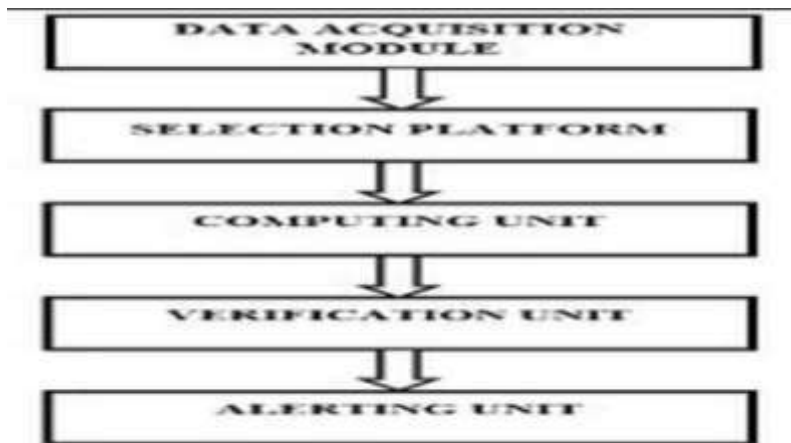 DATA ACQUISITION
MODULE
SELECTION PLATFORM
COMPUTING UNIT
VERIFICATION UNIT
ALERTING UNIT